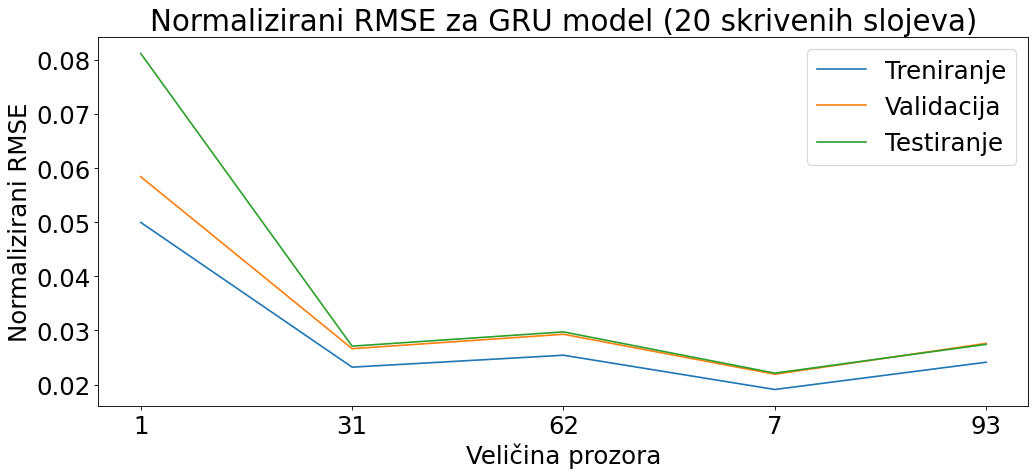 Normalizirani RMSE za GRU model (20 skrivenih slojeva)
Treniranje
Validacija
Testiranje
Normalizirani RMSE
0.08
0.07
0.06
0.05
0.04
0.03
0.02
1 31 62 7 93
Veličina prozora